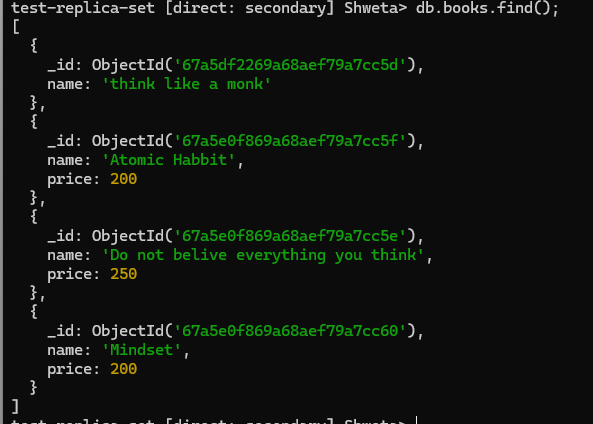 test-replica-set [direct: secondary] Shweta> db.books.find();
[
  {
    _id: ObjectId('67a5df2269a68aef79a7cc5d'),
    name: 'think like a monk'
  },
  {
    _id: ObjectId('67a5e0f869a68aef79a7cc5f'),
    name: 'Atomic Habbit',
    price: 200
  },
  {
    _id: ObjectId('67a5e0f869a68aef79a7cc5e'),
    name: 'Do not belive everything you think',
    price: 250
  },
  {
    _id: ObjectId('67a5e0f869a68aef79a7cc60'),
    name: 'Mindset',
    price: 200
  }
]
test-replica-set [direct: secondary] Shweta>